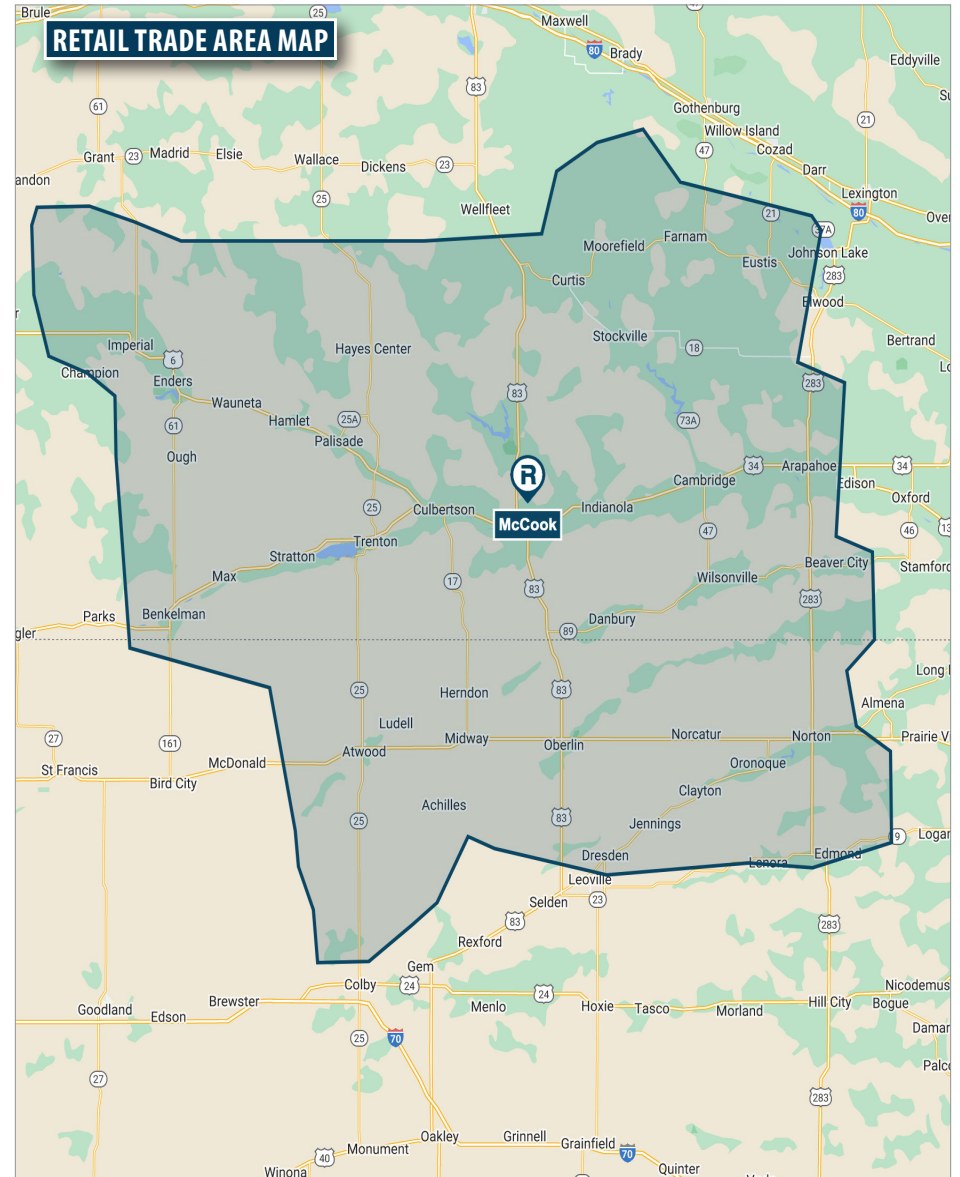 Brule
25
Maxwell
RETAIL TRADE AREA MAP
80
Brady
Eddyville
83
61
Gothenburg
21
Willow Island
Grant
23
Madrid
Elsie
Wallace
Dickens
23
47
Cozad
Darr
andon
25
Lexington
80
Wellfleet
21
Over
37A
Farnam
Moorefield
Johnson Lake
Eustis
283
Curtis
Elwood
Stockville
Bertrand
Imperial
Hayes Center
18
6
Champion
Enders
283
83
Wauneta
Hamlet
25A
73A
61
Palisade
Ough
R
34
Arapahoe
34
Cambridge
Edison
Oxford
25
Culbertson
McCook
Indianola
47
46
13
Trenton
Stratton
Beaver City
Stamford
Max
17
83
Wilsonville
283
Benkelman
Parks
Danbury
89
gler
25
Herndon
83
Long
Almena
Ludell
27
161
Midway
Oberlin
Norcatur
Norton
Prairie V
Atwood
McDonald
Oronoque
St Francis
Bird City
Clayton
Achilles
25
83
Jennings
9
Logan
Dresden
Lenora
Edmond
Leoville
Selden
23
83
283
Rexford
Gem
Colby
24
Nicodemus
Goodland
Brewster
Menlo
24
Hoxie
Tasco
Morland
Hill City
Bogue
Edson
Damar
25
70
Palco
27
283
Oakley
Grinnell
Grainfield
Monument
70
40
Winona
Quinter